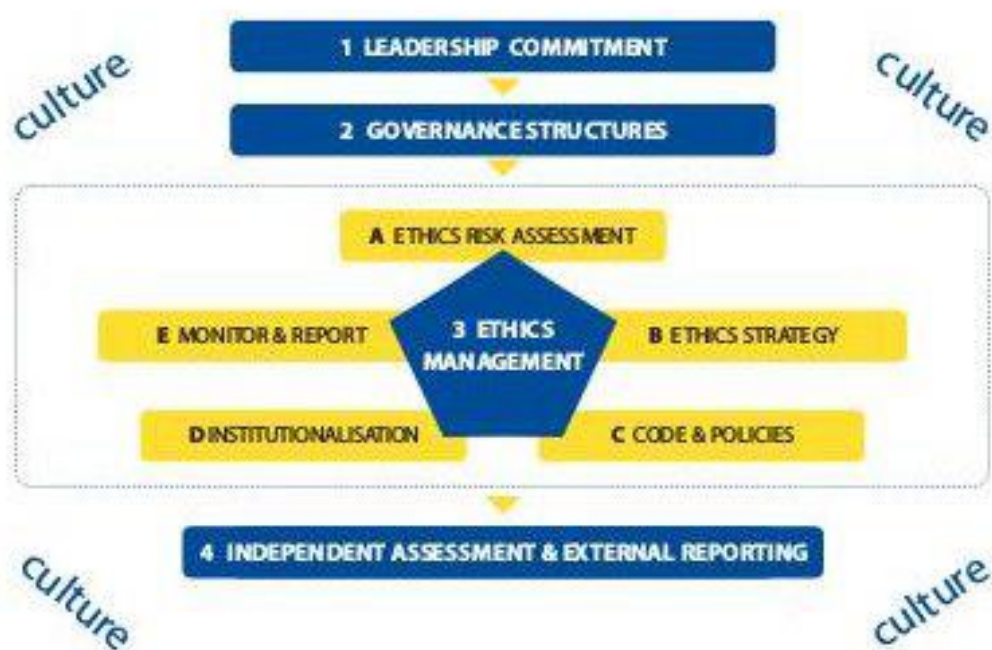 culture
1 LEADERSHIP COMMITMENT
culture
2 GOVERNANCE STRUCTURES
A ETHICS RISK ASSESSMENT
E MONITOR & REPORT
3 ETHICS
MANAGEMENT
B ETHICS STRATEGY
D INSTITUTIONALISATION
C CODE & POLICIES
4 INDEPENDENT ASSESSMENT & EXTERNAL REPORTING
culture
culture